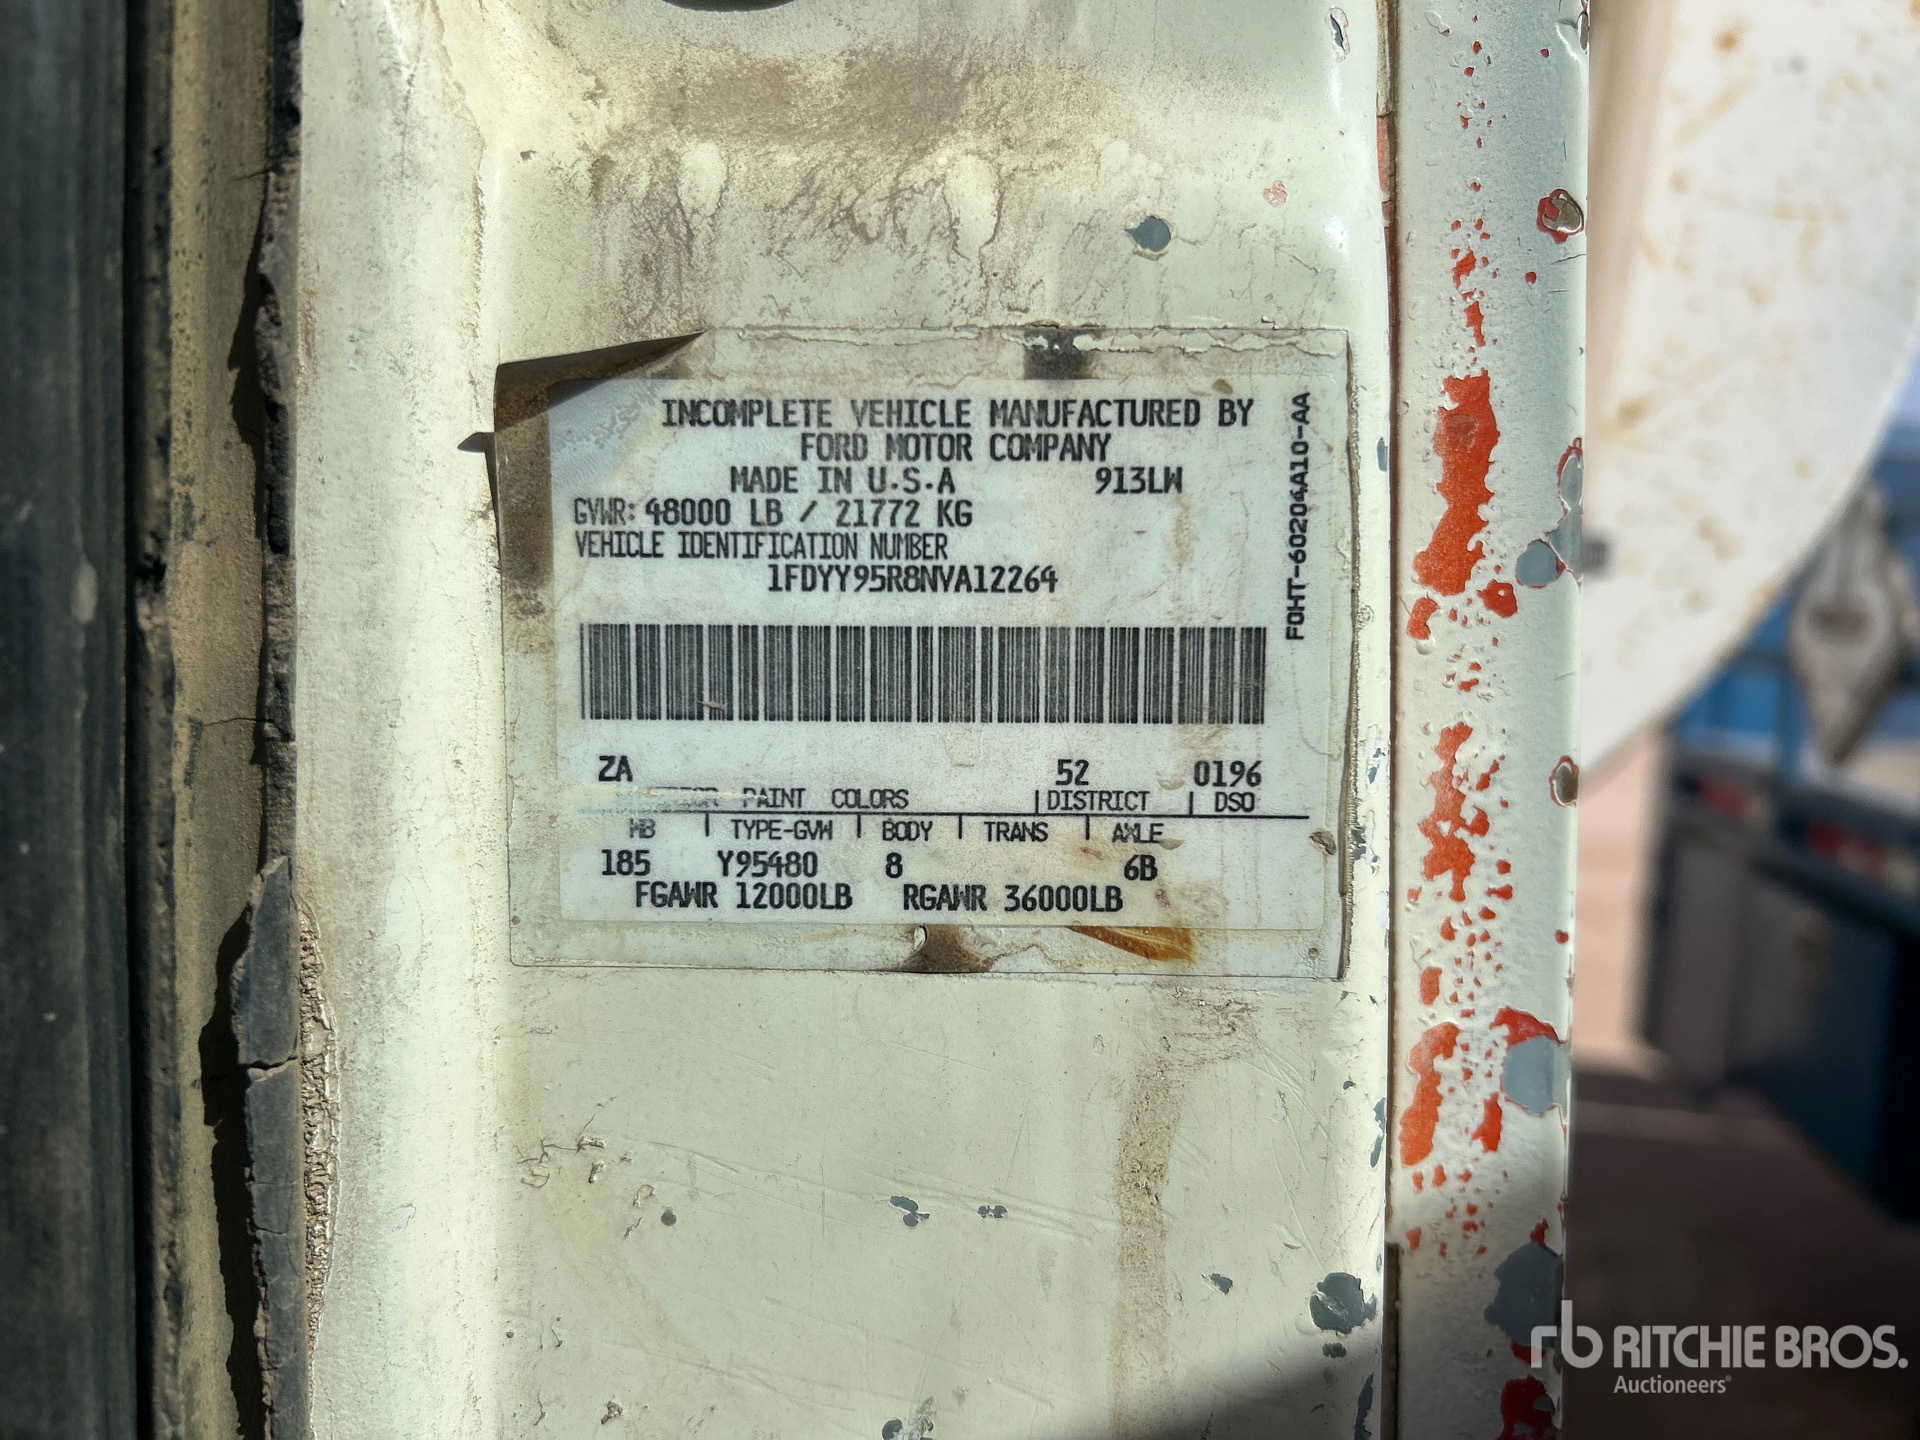 INCOMPLETE VEHICLE MANUFACTURED BY
FORD MOTOR COMPANY
MADE IN U.S.A 913LW
GVWR: 48000 LB / 21772 KG
VEHICLE IDENTIFICATION NUMBER
1FDYY95R8NVA12264
F0HT-60204A10-AA
ZA 52 0196
PAINT COLORS DISTRICT DSO
WB TYPE-GVW BODY TRANS AXLE
185 Y95480 8 6B
FGAWR 12000LB RGAWR 36000LB
rb RITCHIE BROS.
Auctioneers®